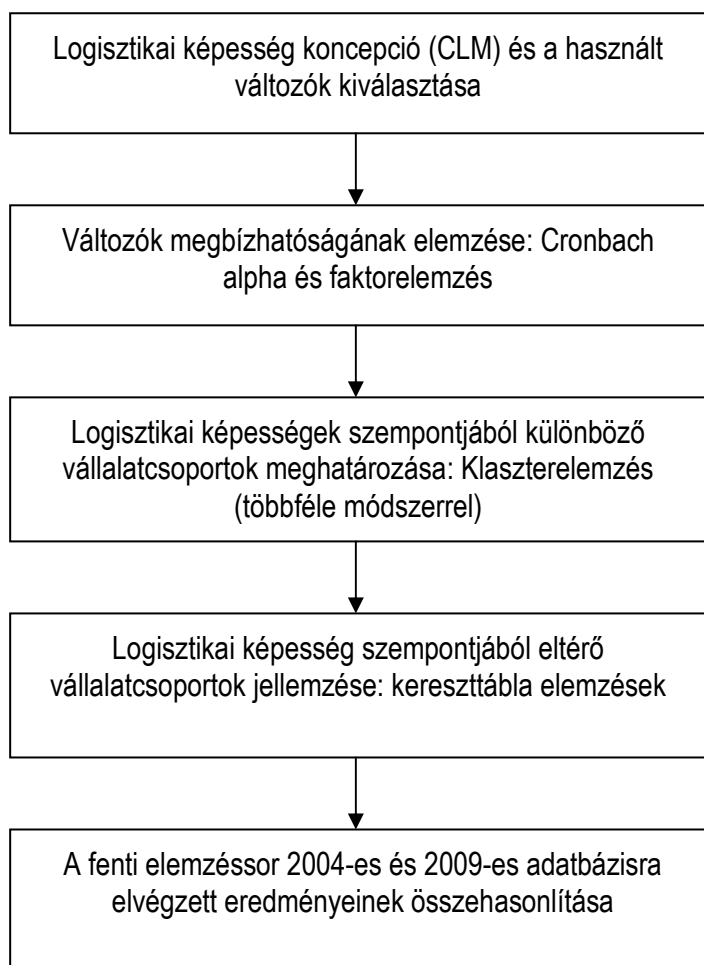 Logisztikai képesség koncepció (CLM) és a használt
változók kiválasztása
Változók megbízhatóságának elemzése: Cronbach
alpha és faktorelemzés
Logisztikai képességek szempontjából különböző
vállalatcsoportok meghatározása: Klaszterelemzés
(többféle módszerrel)
Logisztikai képesség szempontjából eltérő
vállalatcsoportok jellemzése: kereszttábla elemzések
A fenti elemzéssor 2004-es és 2009-es adatbázisra
elvégzett eredményeinek összehasonlítása